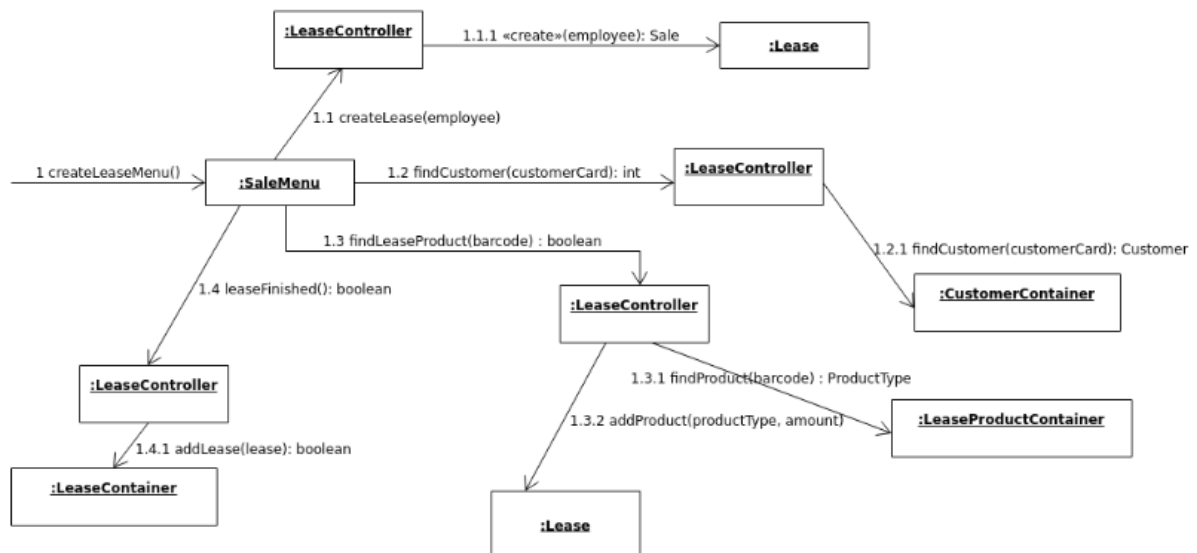 :LeaseController
1.1.1 «create»(employee): Sale
:Lease
1.1 createLease(employee)
1 createLeaseMenu()
:SaleMenu
1.2 findCustomer(customerCard): int
:LeaseController
1.3 findLeaseProduct(barcode) : boolean
1.2.1 findCustomer(customerCard): Customer
1.4 leaseFinished(): boolean
:CustomerContainer
:LeaseController
:LeaseController
1.3.1 findProduct(barcode) : ProductType
1.3.2 addProduct(productType, amount)
:LeaseProductContainer
1.4.1 addLease(lease): boolean
:LeaseContainer
:Lease